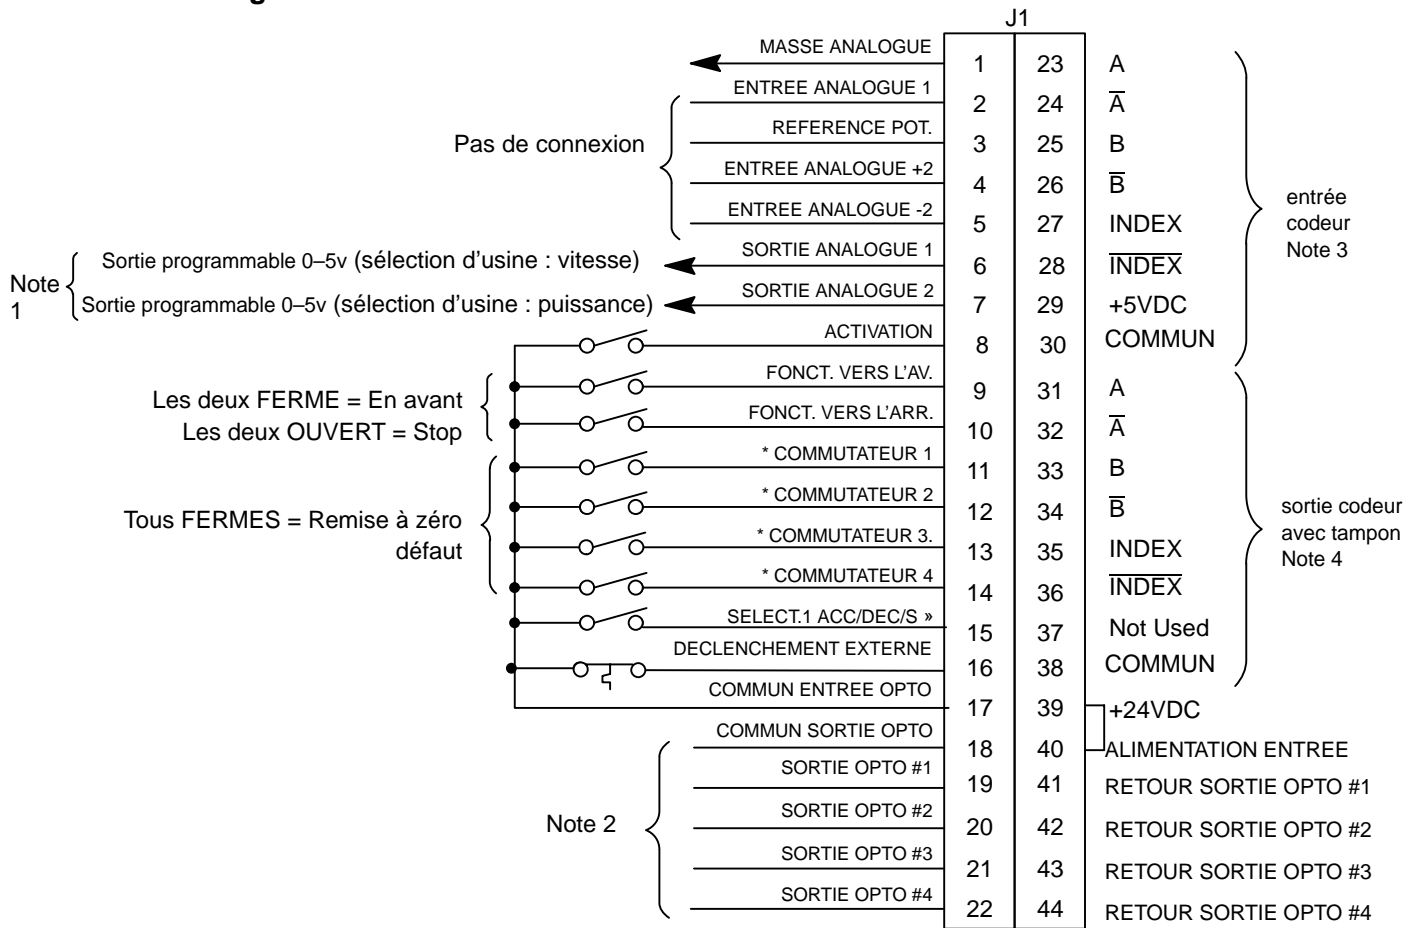 g
J1
MASSE ANALOGUE 1 23 A
ENTREE ANALOGUE 1 2 24 A̅
REFERENCE POT. 3 25 B
Pas de connexion
ENTREE ANALOGUE +2 4 26 B̅
ENTREE ANALOGUE -2 5 27 INDEX
entrée
codeur
Note 3
Note
1
Sortie programmable 0–5v (sélection d'usine : vitesse) SORTIE ANALOGUE 1 6 28 I̅N̅D̅E̅X̅
Sortie programmable 0–5v (sélection d'usine : puissance) SORTIE ANALOGUE 2 7 29 +5VDC
ACTIVATION 8 30 COMMUN
FONCT. VERS L'AV. 9 31 A
Les deux FERME = En avant
Les deux OUVERT = Stop
FONCT. VERS L'ARR. 10 32 A̅
* COMMUTATEUR 1 11 33 B
* COMMUTATEUR 2 12 34 B̅
Tous FERMES = Remise à zéro
défaut
* COMMUTATEUR 3. 13 35 INDEX
sortie codeur
avec tampon
Note 4
* COMMUTATEUR 4 14 36 I̅N̅D̅E̅X̅
SELECT.1 ACC/DEC/S » 15 37 Not Used
DECLENCHEMENT EXTERNE 16 38 COMMUN
COMMUN ENTREE OPTO 17 39 +24VDC
COMMUN SORTIE OPTO 18 40 ALIMENTATION ENTREE
SORTIE OPTO #1 19 41 RETOUR SORTIE OPTO #1
Note 2
SORTIE OPTO #2 20 42 RETOUR SORTIE OPTO #2
SORTIE OPTO #3 21 43 RETOUR SORTIE OPTO #3
SORTIE OPTO #4 22 44 RETOUR SORTIE OPTO #4